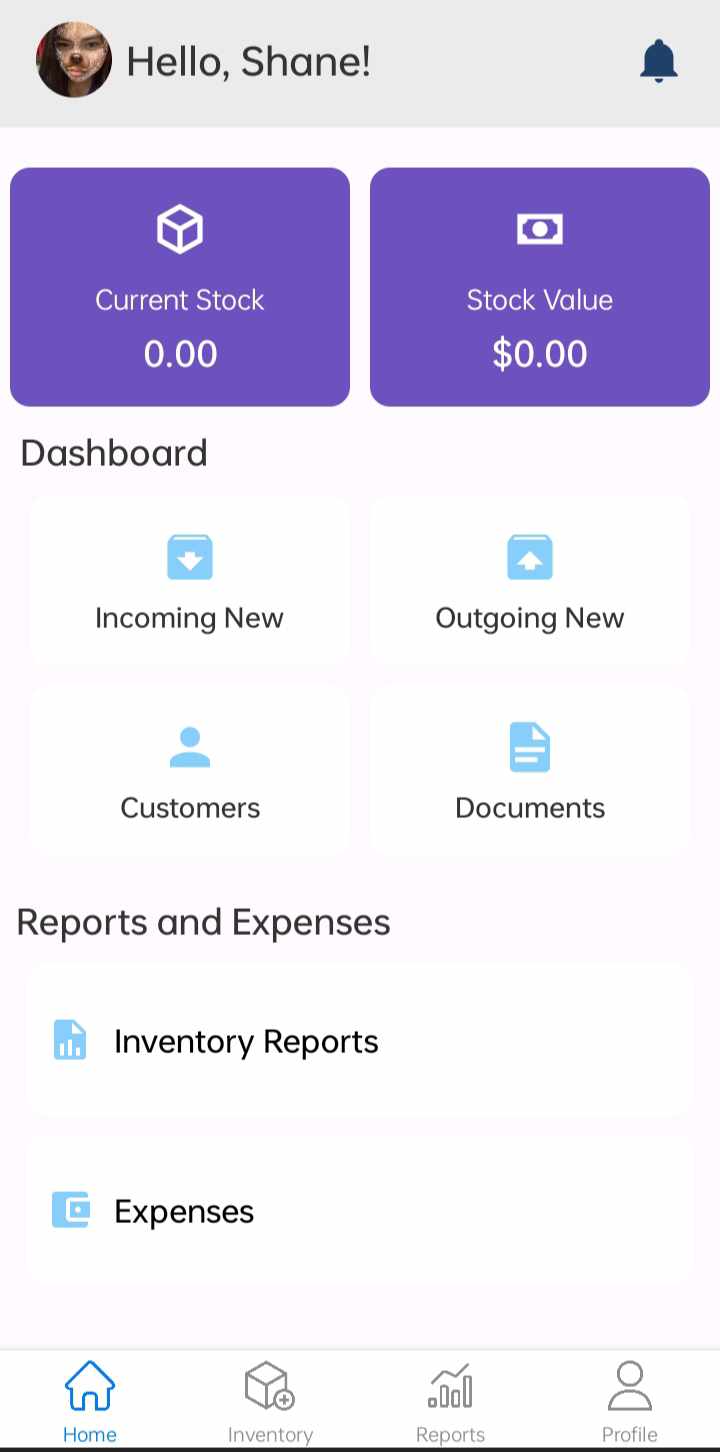 Hello, Shane!
Current Stock
0.00
Stock Value
$0.00
Dashboard
Incoming New
Outgoing New
Customers
Documents
Reports and Expenses
Inventory Reports
Expenses
Home
Inventory
Reports
Profile